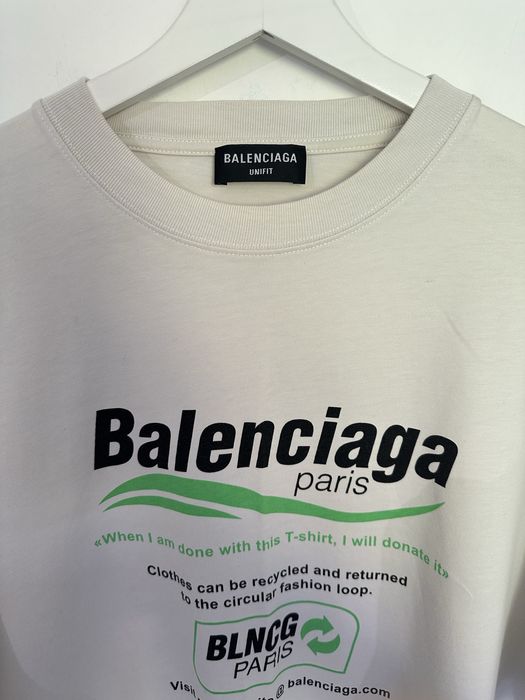 BALENCIAGA
UNIFIT
Balenciaga
paris
«When I am done with this T-shirt, I will donate it»
Clothes can be recycled and returned
to the circular fashion loop.
BLNCG
PARIS
@ balenciaga.com